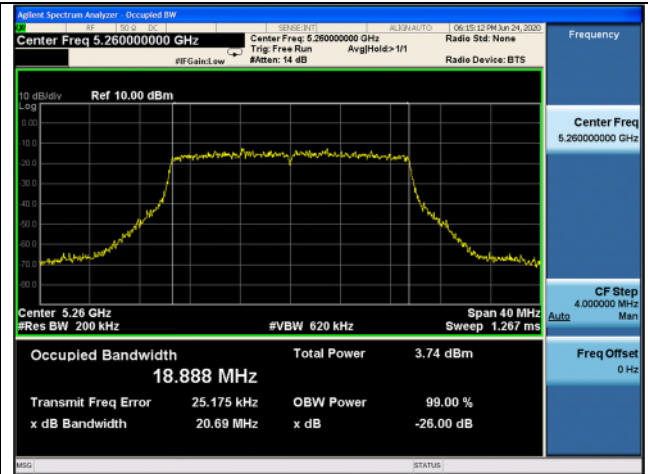 Agilent Spectrum Analyzer - Occupied BW
RF 50 Ω DC SENSE:INT ALIGN AUTO 06:15:12 PM Jun 24, 2020
Center Freq 5.260000000 GHz Center Freq: 5.260000000 GHz Radio Std: None Frequency
Trig: Free Run Avg|Hold:>1/1
#IFGain:Low #Atten: 14 dB Radio Device: BTS
10 dB/div Ref 10.00 dBm
Log
0.00
-10.0
-20.0
-30.0
-40.0
-50.0
-60.0
-70.0
-80.0
Center Freq
5.260000000 GHz
Center 5.26 GHz Span 40 MHz
#Res BW 200 kHz #VBW 620 kHz Sweep 1.267 ms
CF Step
4.000000 MHz
Auto Man
Occupied Bandwidth Total Power 3.74 dBm
18.888 MHz
Transmit Freq Error 25.175 kHz OBW Power 99.00 %
x dB Bandwidth 20.69 MHz x dB -26.00 dB
Freq Offset
0 Hz
MSG STATUS